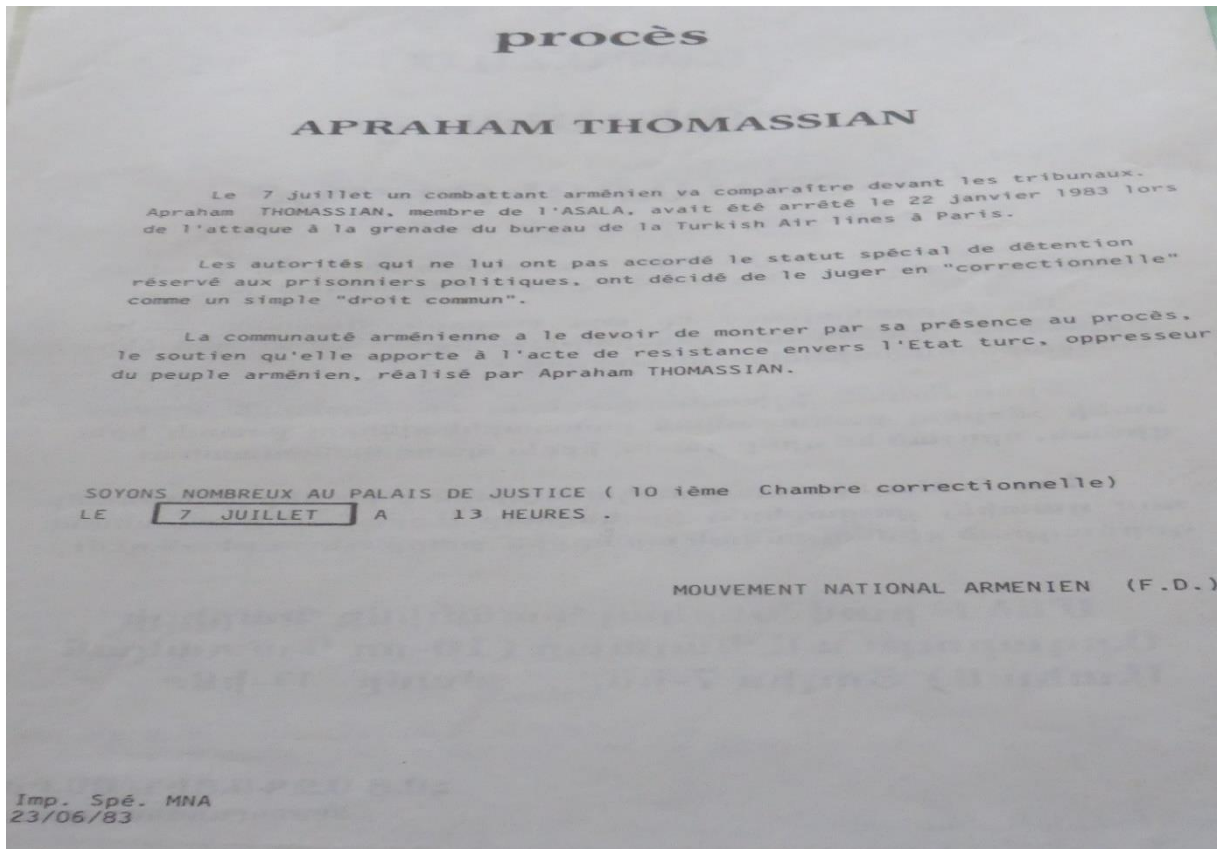 procès
APRAHAM THOMASSIAN
Le 7 juillet un combattant arménien va comparaître devant les tribunaux.
Apraham THOMASSIAN, membre de l'ASALA, avait été arrêté le 22 janvier 1983 lors
de l'attaque à la grenade du bureau de la Turkish Air lines à Paris.
Les autorités qui ne lui ont pas accordé le statut spécial de détention
réservé aux prisonniers politiques, ont décidé de le juger en "correctionnelle"
comme un simple "droit commun".
La communauté arménienne a le devoir de montrer par sa présence au procès,
le soutien qu'elle apporte à l'acte de resistance envers l'Etat turc, oppresseur
du peuple arménien, réalisé par Apraham THOMASSIAN.
SOYONS NOMBREUX AU PALAIS DE JUSTICE ( 10 ième Chambre correctionnelle)
LE 7 JUILLET A 13 HEURES .
MOUVEMENT NATIONAL ARMENIEN (F.D.)
Imp. Spé. MNA
23/06/83